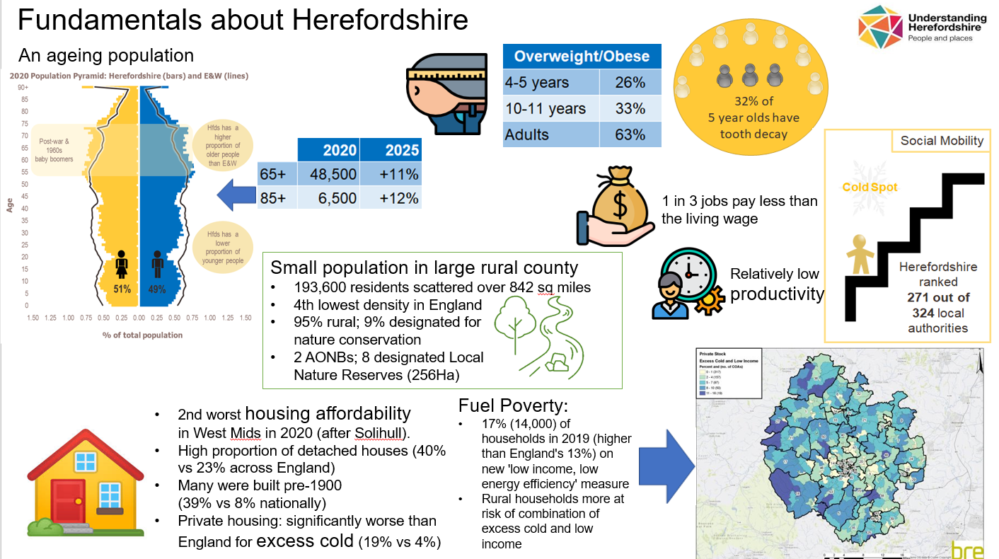 Fundamentals about Herefordshire
Understanding
Herefordshire
People and places
An ageing population
2020 Population Pyramid: Herefordshire (bars) and E&W (lines)
90+
85
80
75
70
65
60
55
50
45
40
35
30
25
20
15
10
5
0
Age
Post-war &
1960s
baby boomers
Hfds has a
higher
proportion of
older people
than E&W
Hfds has a
lower
proportion of
younger people
51%
49%
1.50 1.25 1.00 0.75 0.50 0.25 0.00 0.00 0.25 0.50 0.75 1.00 1.25 1.50
% of total population
2020 2025
65+ 48,500 +11%
85+ 6,500 +12%
Overweight/Obese
4-5 years 26%
10-11 years 33%
Adults 63%
32% of
5 year olds have
tooth decay
$
1 in 3 jobs pay less than
the living wage
Relatively low
productivity
Social Mobility
Cold Spot
Herefordshire
ranked
271 out of
324 local
authorities
Small population in large rural county
• 193,600 residents scattered over 842 sq miles
• 4th lowest density in England
• 95% rural; 9% designated for
nature conservation
• 2 AONBs; 8 designated Local
Nature Reserves (256Ha)
• 2nd worst housing affordability
in West Mids in 2020 (after Solihull).
• High proportion of detached houses (40%
vs 23% across England)
• Many were built pre-1900
(39% vs 8% nationally)
• Private housing: significantly worse than
England for excess cold (19% vs 4%)
Fuel Poverty:
• 17% (14,000) of
households in 2019 (higher
than England's 13%) on
new 'low income, low
energy efficiency' measure
• Rural households more at
risk of combination of
excess cold and low
income
Private Stock
Excess Cold and Low Income
Percent and (no. of COAs)
0 - 1 (317)
2 - 4 (157)
5 - 7 (97)
8 - 10 (50)
11 - 16 (18)
bre